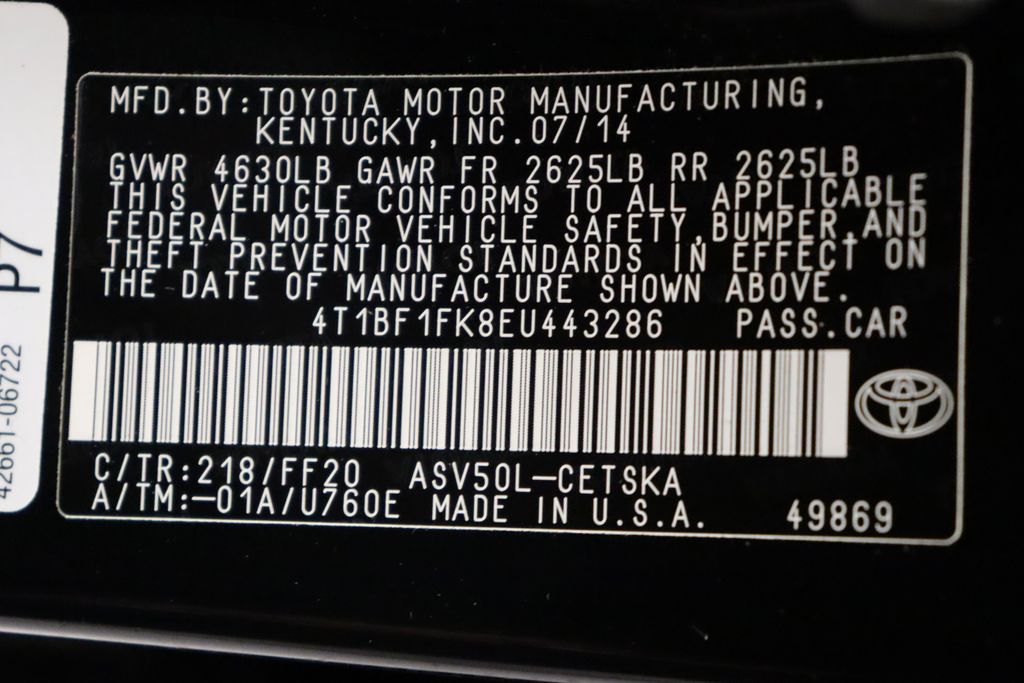 MFD.BY:TOYOTA MOTOR MANUFACTURING,
KENTUCKY,INC.07/14
GVWR 4630LB GAWR FR 2625LB RR 2625LB
THIS VEHICLE CONFORMS TO ALL APPLICABLE
FEDERAL MOTOR VEHICLE SAFETY,BUMPER,AND
THEFT PREVENTION STANDARDS IN EFFECT ON
THE DATE OF MANUFACTURE SHOWN ABOVE.
4T1BF1FK8EU443286 PASS.CAR
C/TR:218/FF20 ASV50L-CETSKA
A/TM:-01A/U760E MADE IN U.S.A. 49869
P7
42661-06722